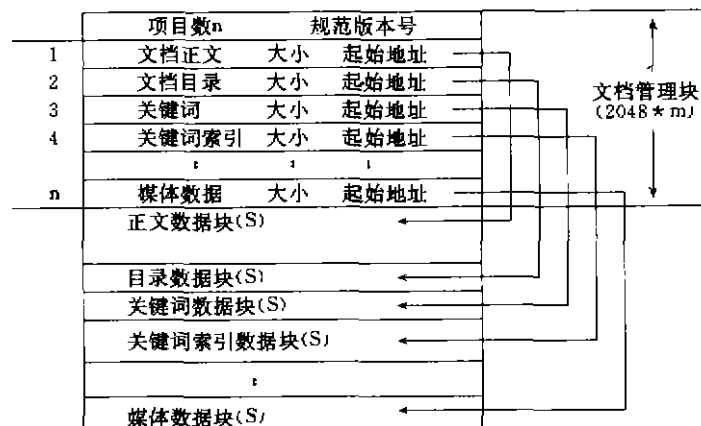 项目数n 规范版本号
1 文档正文 大小 起始地址
2 文档目录 大小 起始地址
3 关键词 大小 起始地址
4 关键词索引 大小 起始地址
⋮ ⋮ ⋮
n 媒体数据 大小 起始地址
文档管理块
(2048*m)
正文数据块(S)
目录数据块(S)
关键词数据块(S)
关键词索引数据块(S)
⋮
媒体数据块(S)